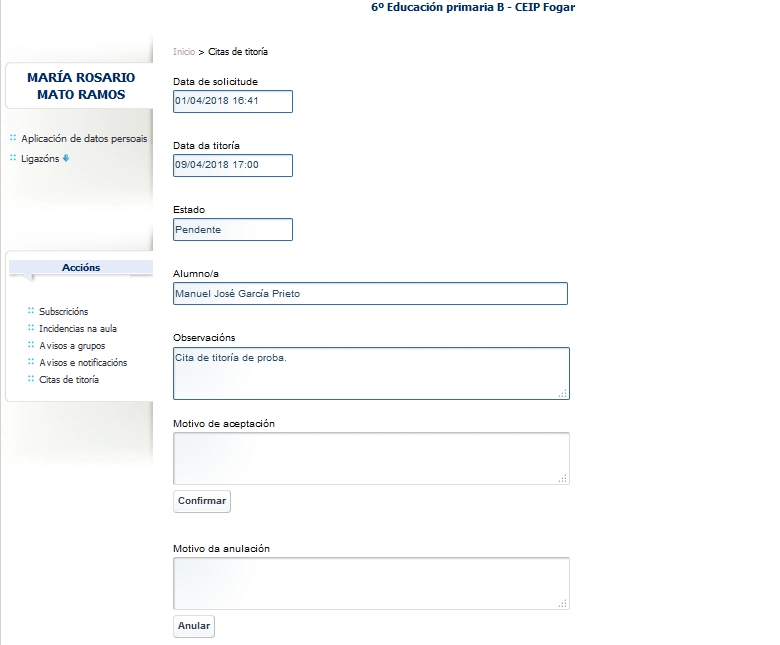 6º Educación primaria B - CEIP Fogar
MARÍA ROSARIO
MATO RAMOS
Aplicación de datos persoais
Ligazóns
Accións
Subscricións
Incidencias na aula
Avisos a grupos
Avisos e notificacións
Citas de titoría
Inicio > Citas de titoría
Data de solicitude
01/04/2018 16:41
Data da titoría
09/04/2018 17:00
Estado
Pendente
Alumno/a
Manuel José García Prieto
Observacións
Cita de titoría de proba.
Motivo de aceptación
Confirmar
Motivo da anulación
Anular